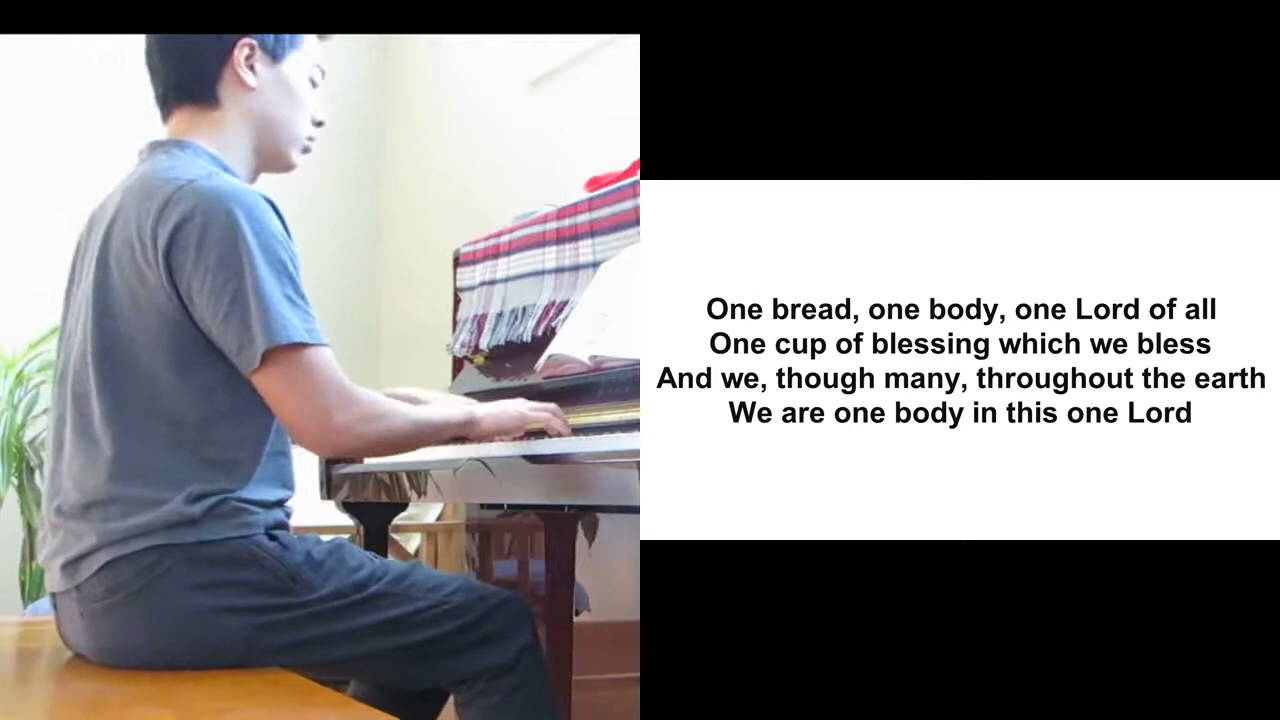 One bread, one body, one Lord of all
One cup of blessing which we bless
And we, though many, throughout the earth
We are one body in this one Lord